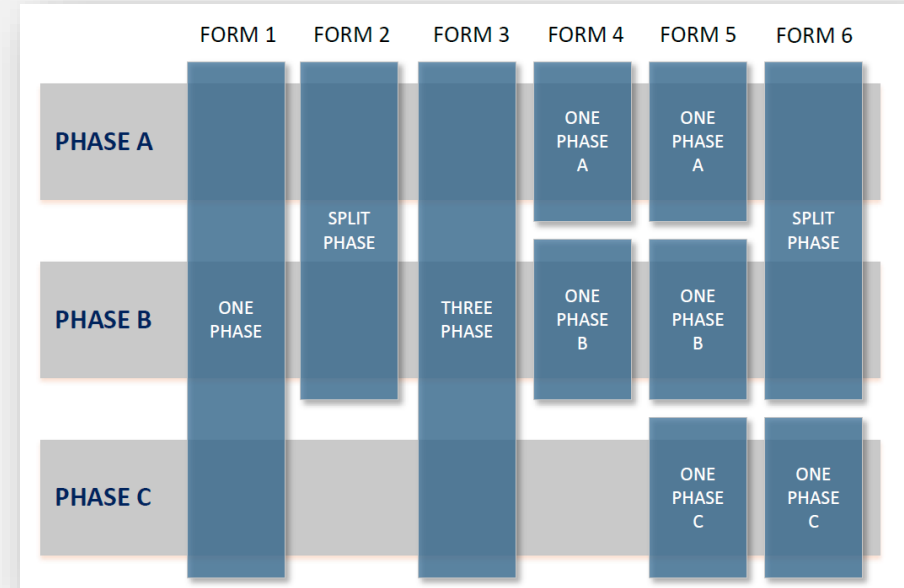 FORM 1 FORM 2 FORM 3 FORM 4 FORM 5 FORM 6
PHASE A
ONE
PHASE
A
ONE
PHASE
A
SPLIT
PHASE
SPLIT
PHASE
PHASE B
ONE
PHASE
THREE
PHASE
ONE
PHASE
B
ONE
PHASE
B
PHASE C
ONE
PHASE
C
ONE
PHASE
C